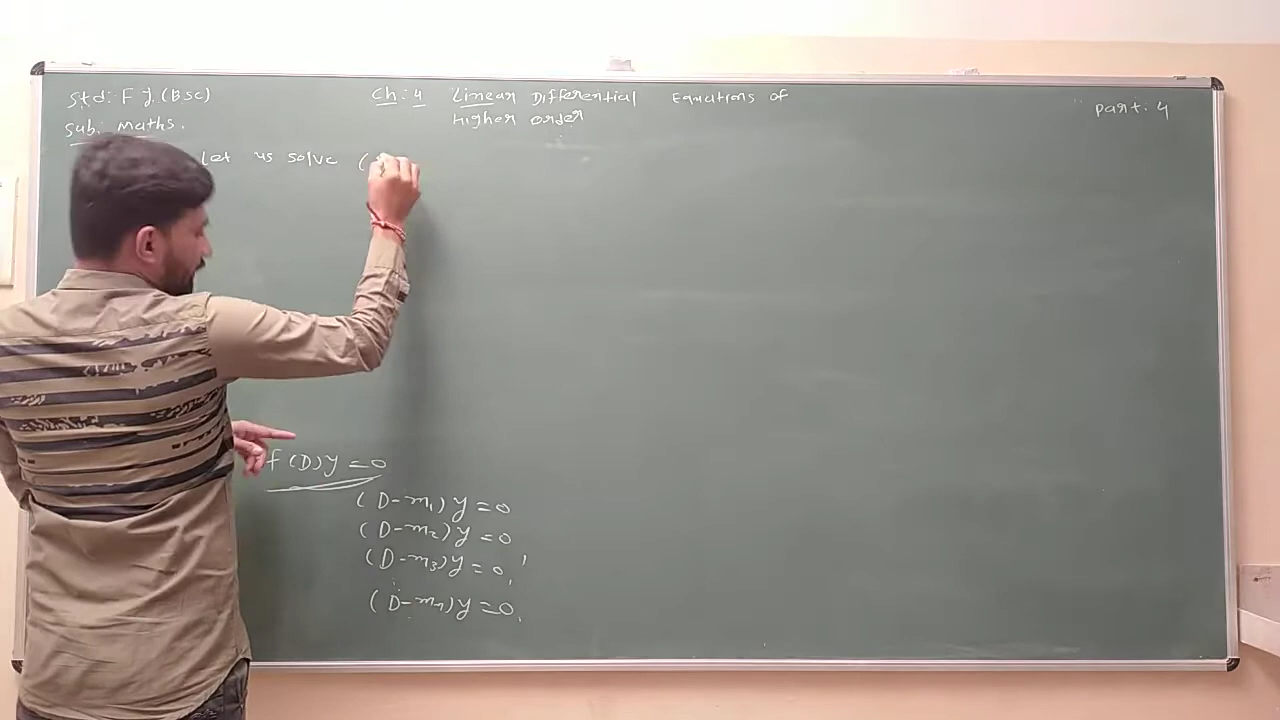 Std: F Y.(BSC)
Sub: Maths.
Ch: 4 Linear Differential Equations of
Higher order
Part: 4
Let us solve (
f(D)y=0
(D-m₁)y=0
(D-m₂)y=0
(D-m₃)y=0,
⋮
(D-mₙ)y=0,